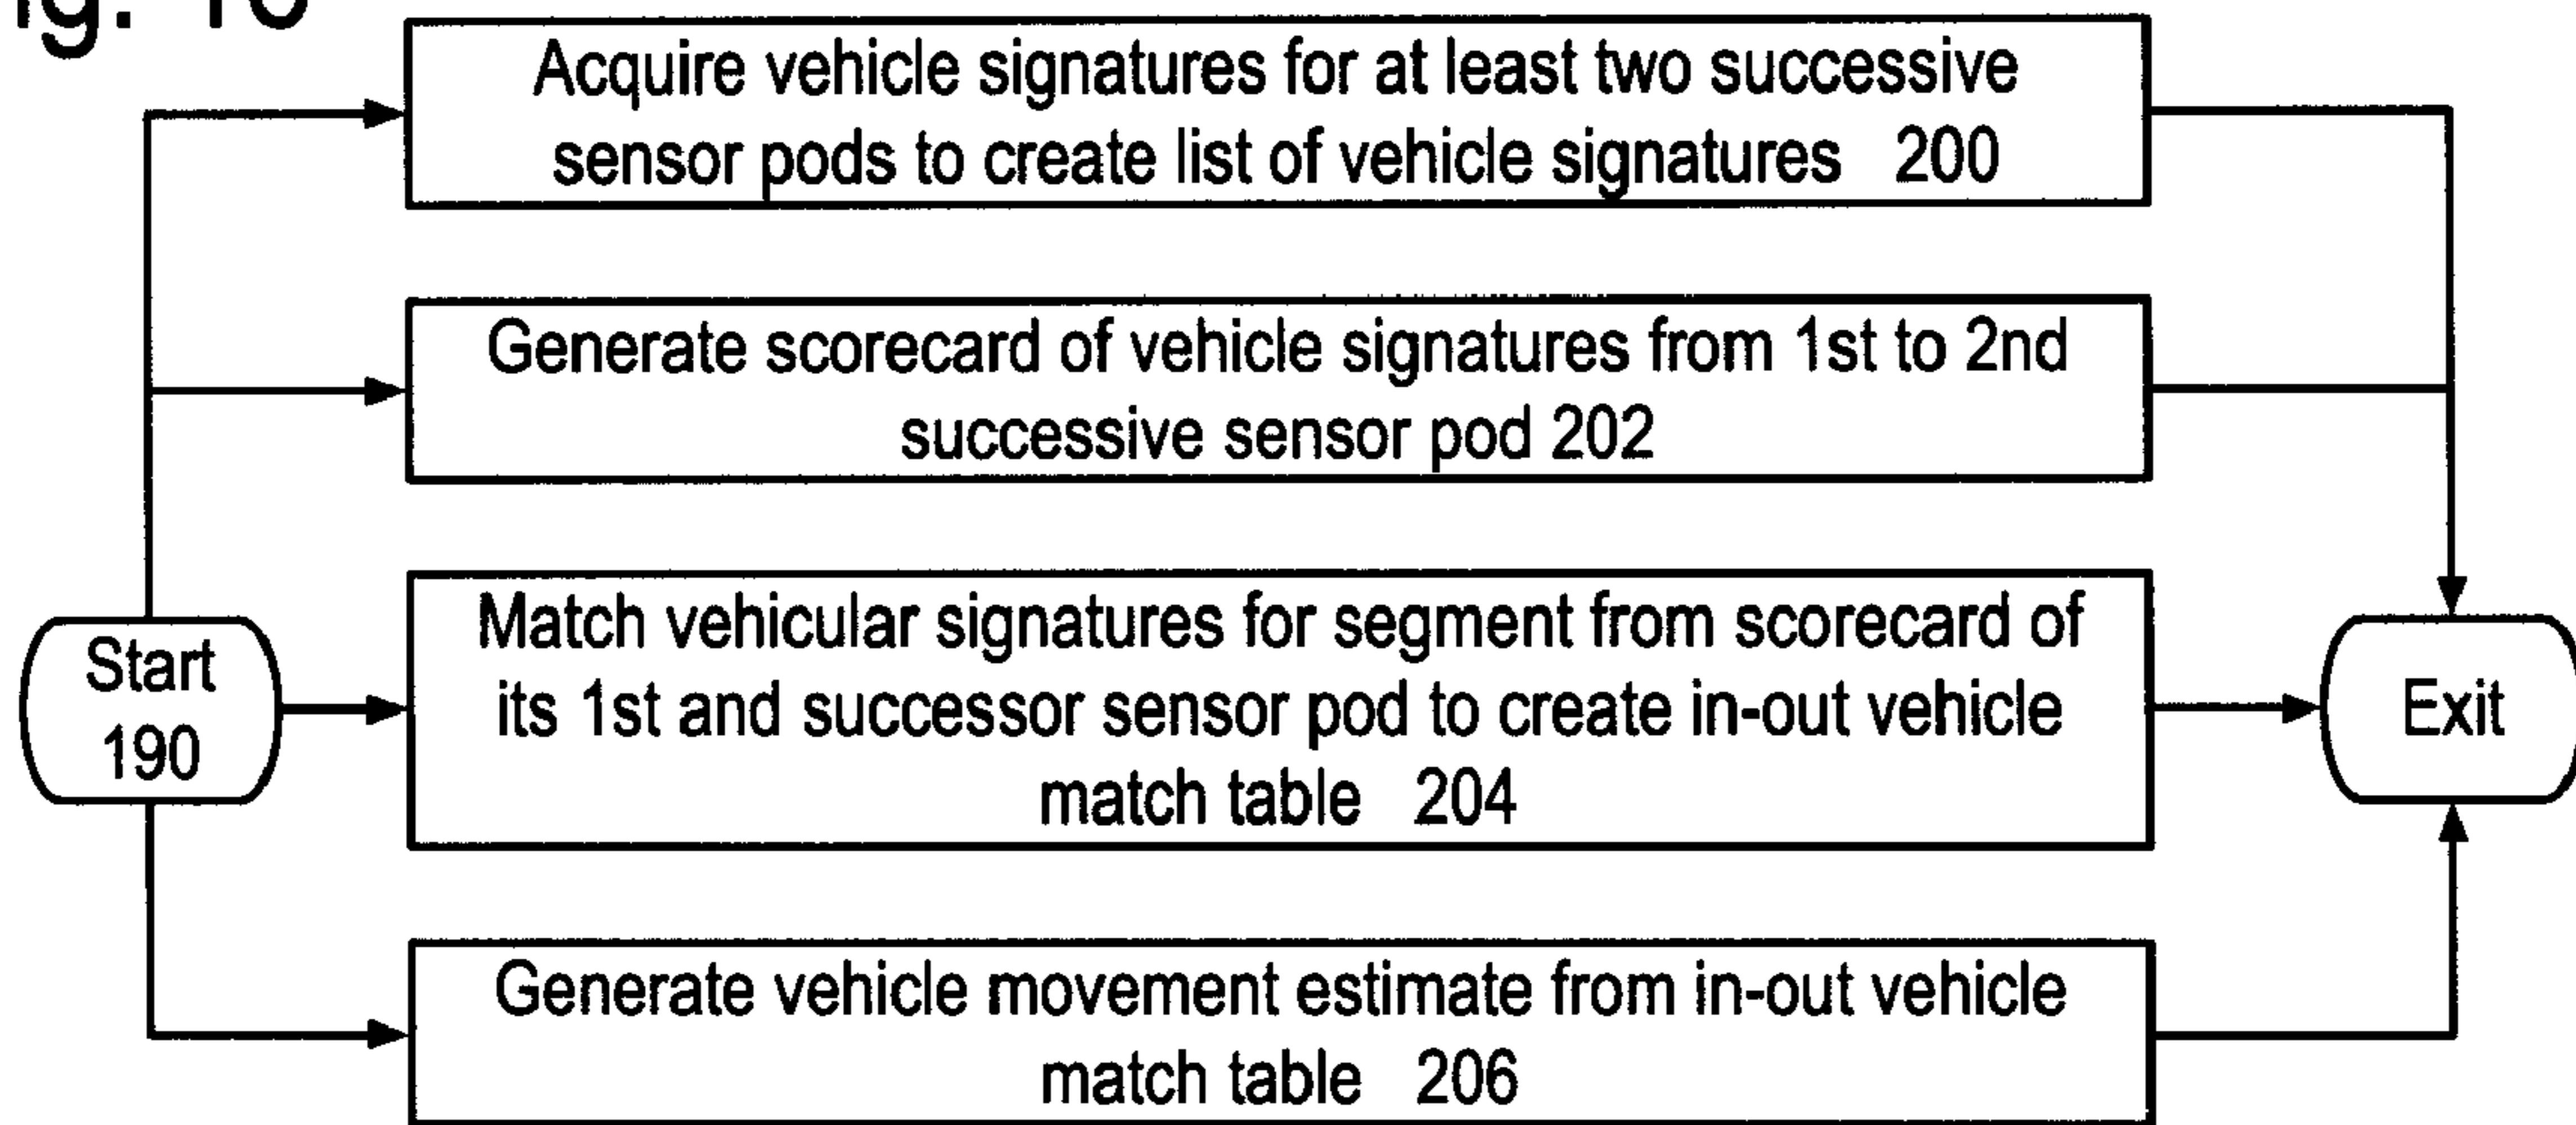 Acquire vehicle signatures for at least two successive
sensor pods to create list of vehicle signatures 200
Generate scorecard of vehicle signatures from 1st to 2nd
successive sensor pod 202
Match vehicular signatures for segment from scorecard of
its 1st and successor sensor pod to create in-out vehicle
match table 204
Start
190
Exit
Generate vehicle movement estimate from in-out vehicle
match table 206